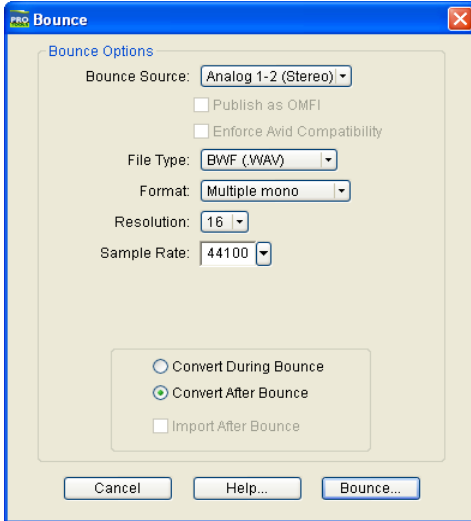 PRO TOOLS Bounce
Bounce Options
Bounce Source: Analog 1-2 (Stereo)
Publish as OMFI
Enforce Avid Compatibility
File Type: BWF (.WAV)
Format: Multiple mono
Resolution: 16
Sample Rate: 44100
Convert During Bounce
Convert After Bounce
Import After Bounce
Cancel Help... Bounce...